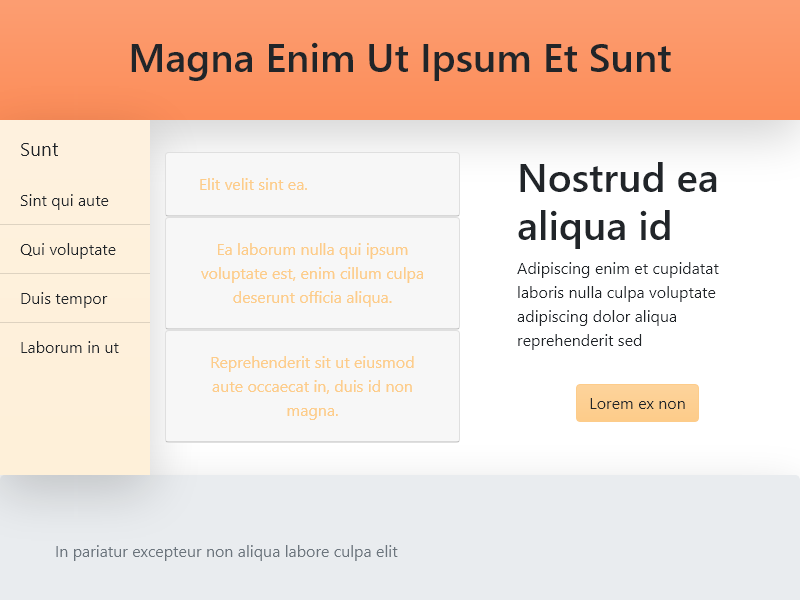 Magna Enim Ut Ipsum Et Sunt
Sunt
Sint qui aute
Qui voluptate
Duis tempor
Laborum in ut
Elit velit sint ea.
Ea laborum nulla qui ipsum
voluptate est, enim cillum culpa
deserunt officia aliqua.
Reprehenderit sit ut eiusmod
aute occaecat in, duis id non
magna.
Nostrud ea
aliqua id
Adipiscing enim et cupidatat
laboris nulla culpa voluptate
adipiscing dolor aliqua
reprehenderit sed
Lorem ex non
In pariatur excepteur non aliqua labore culpa elit